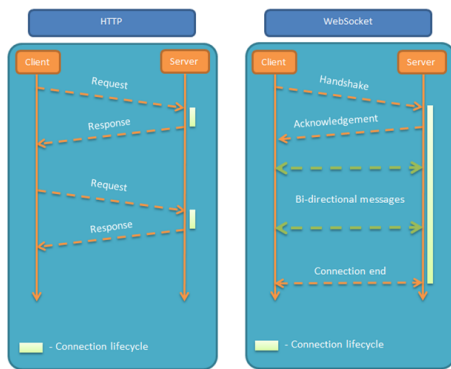 HTTP
Client
Server
Request
Response
Request
Response
- Connection lifecycle
WebSocket
Client
Server
Handshake
Acknowledgement
Bi-directional messages
Connection end
- Connection lifecycle